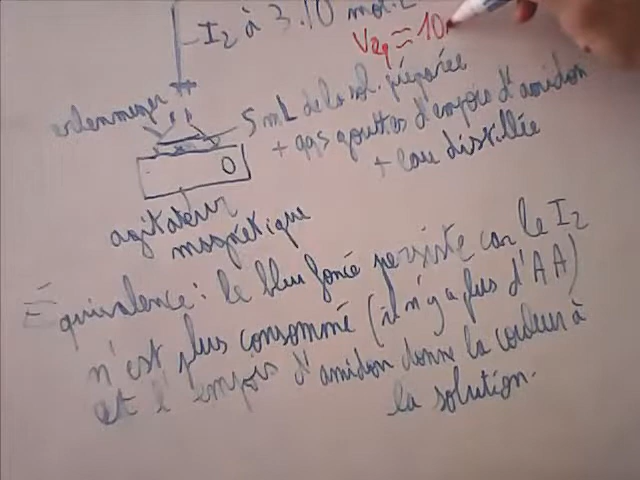 I2 à 3.10 mol.L
Veq ≈ 10
erlenmeyer
5 mL de la sol. préparée
+ qqs gouttes d'empois d'amidon
+ eau distillée
agitateur
magnétique
Équivalence : le bleu foncé persiste car le I2
n'est plus consommé (il n'y a plus d'AA)
et l'empois d'amidon donne la couleur à
la solution.